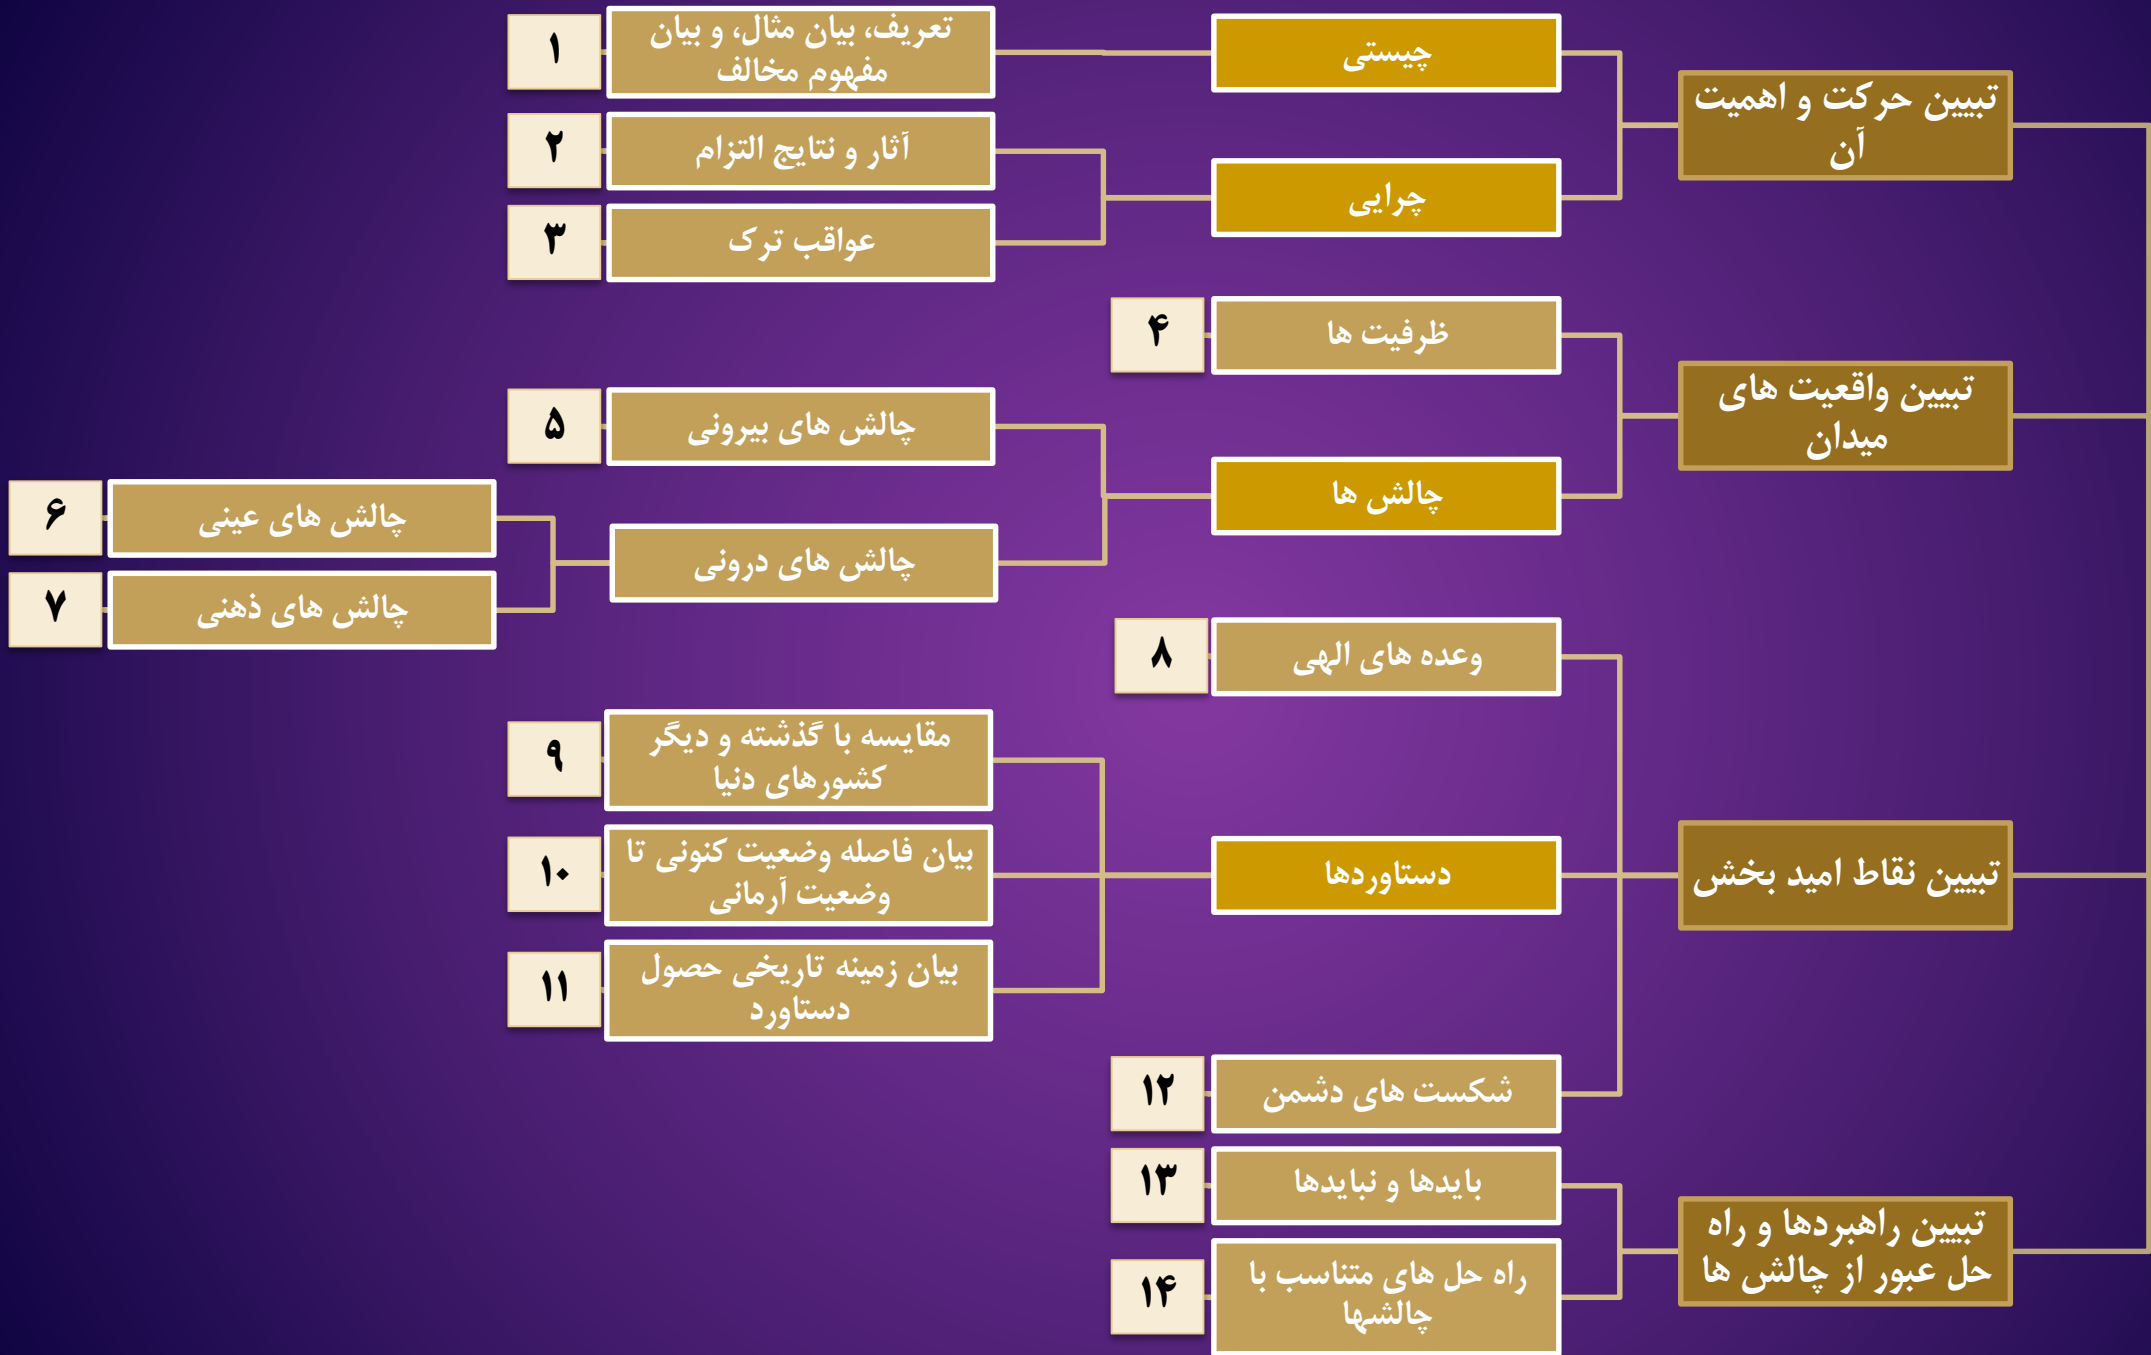 تبیین حرکت و اهمیت
آن
چیستی
تعریف، بیان مثال، و بیان
مفهوم مخالف
۱
چرایی
آثار و نتایج التزام
۲
عواقب ترک
۳
تبیین واقعیت های
میدان
ظرفیت ها
۴
چالش ها
چالش های بیرونی
۵
چالش های درونی
چالش های عینی
۶
چالش های ذهنی
۷
تبیین نقاط امید بخش
وعده های الهی
۸
دستاوردها
مقایسه با گذشته و دیگر
کشورهای دنیا
۹
بیان فاصله وضعیت کنونی تا
وضعیت آرمانی
۱۰
بیان زمینه تاریخی حصول
دستاورد
۱۱
شکست های دشمن
۱۲
تبیین راهبردها و راه
حل عبور از چالش ها
بایدها و نبایدها
۱۳
راه حل های متناسب با
چالشها
۱۴